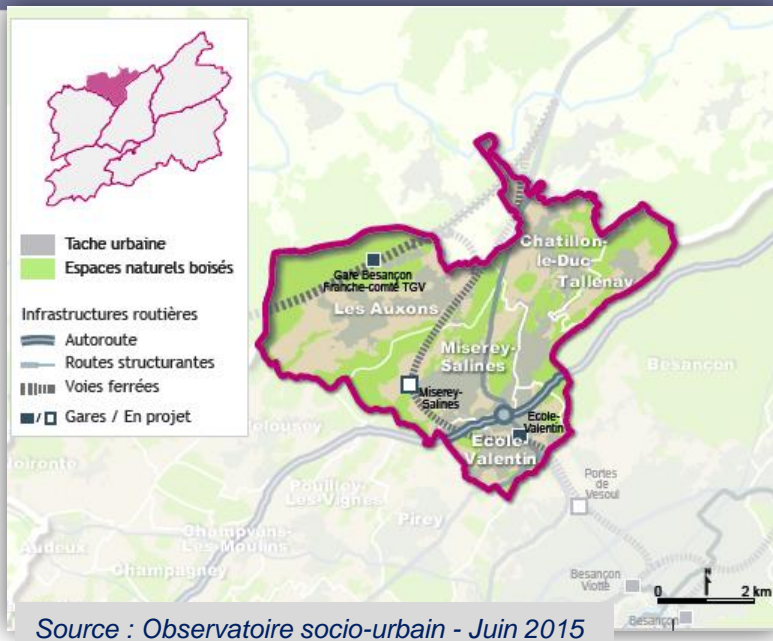 Tache urbaine
Espaces naturels boisés
Infrastructures routières
Autoroute
Routes structurantes
Voies ferrées
/ Gares / En projet
Gare Besançon
Franche-comté TGV
Les Auxons
Chatillon-
le-Duc
Tallenay
Miserey-
Salines
Miserey-
Salines
Ecole-
Valentin
Ecole-
Valentin
Besançon
Pouilley-
Les-Vignes
Pirey
Champvans-
Les-Moulins
Audeux
Champagney
Portes
de
Vesoul
Besançon
Viotte
Besançon
N
0 2 km
Source : Observatoire socio-urbain - Juin 2015